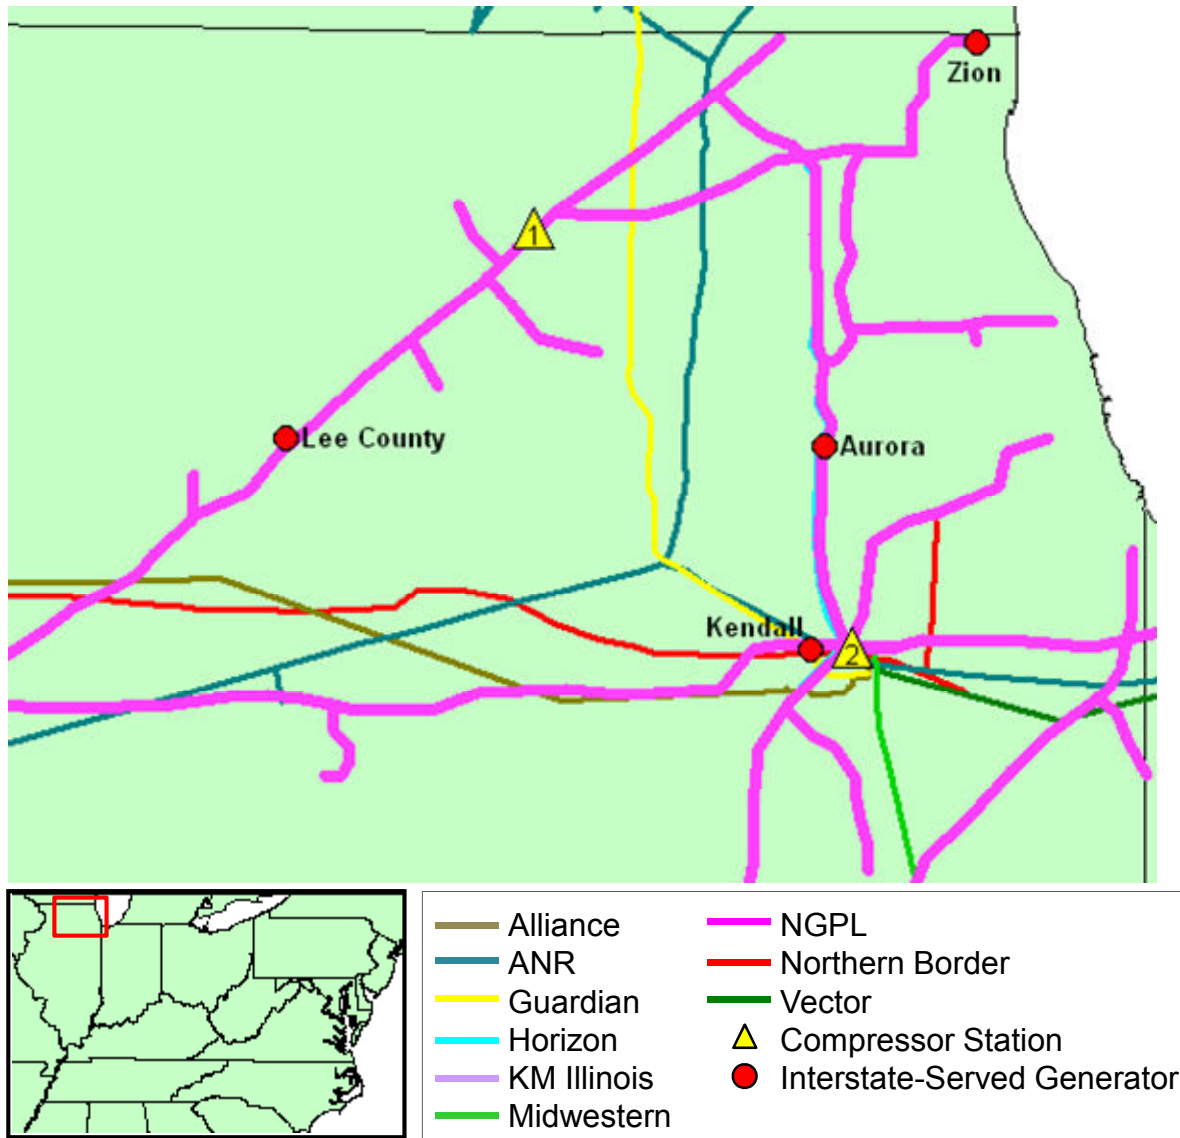 Zion
1
Lee County
Aurora
Kendall
2
Alliance
ANR
Guardian
Horizon
KM Illinois
Midwestern
NGPL
Northern Border
Vector
Compressor Station
Interstate-Served Generator